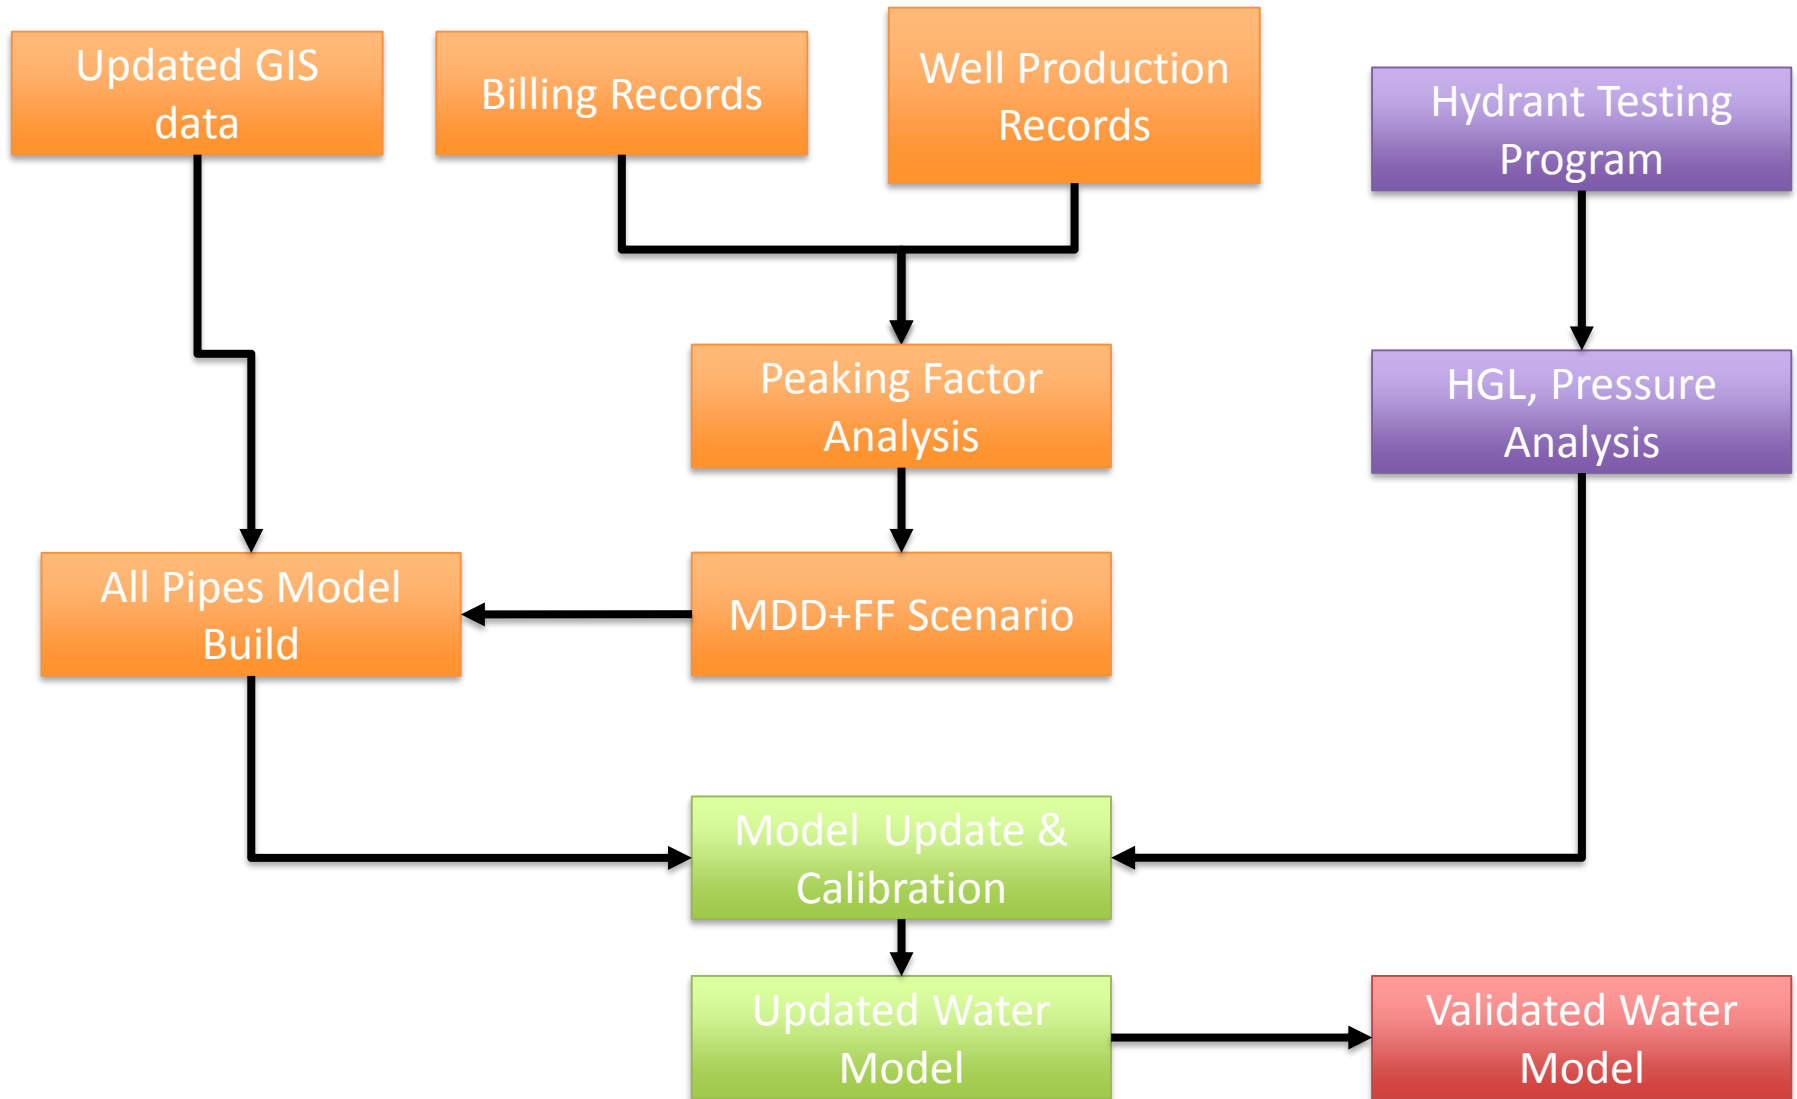 Updated GIS
data
Billing Records
Well Production
Records
Hydrant Testing
Program
Peaking Factor
Analysis
HGL, Pressure
Analysis
All Pipes Model
Build
MDD+FF Scenario
Model  Update &
Calibration
Updated Water
Model
Validated Water
Model